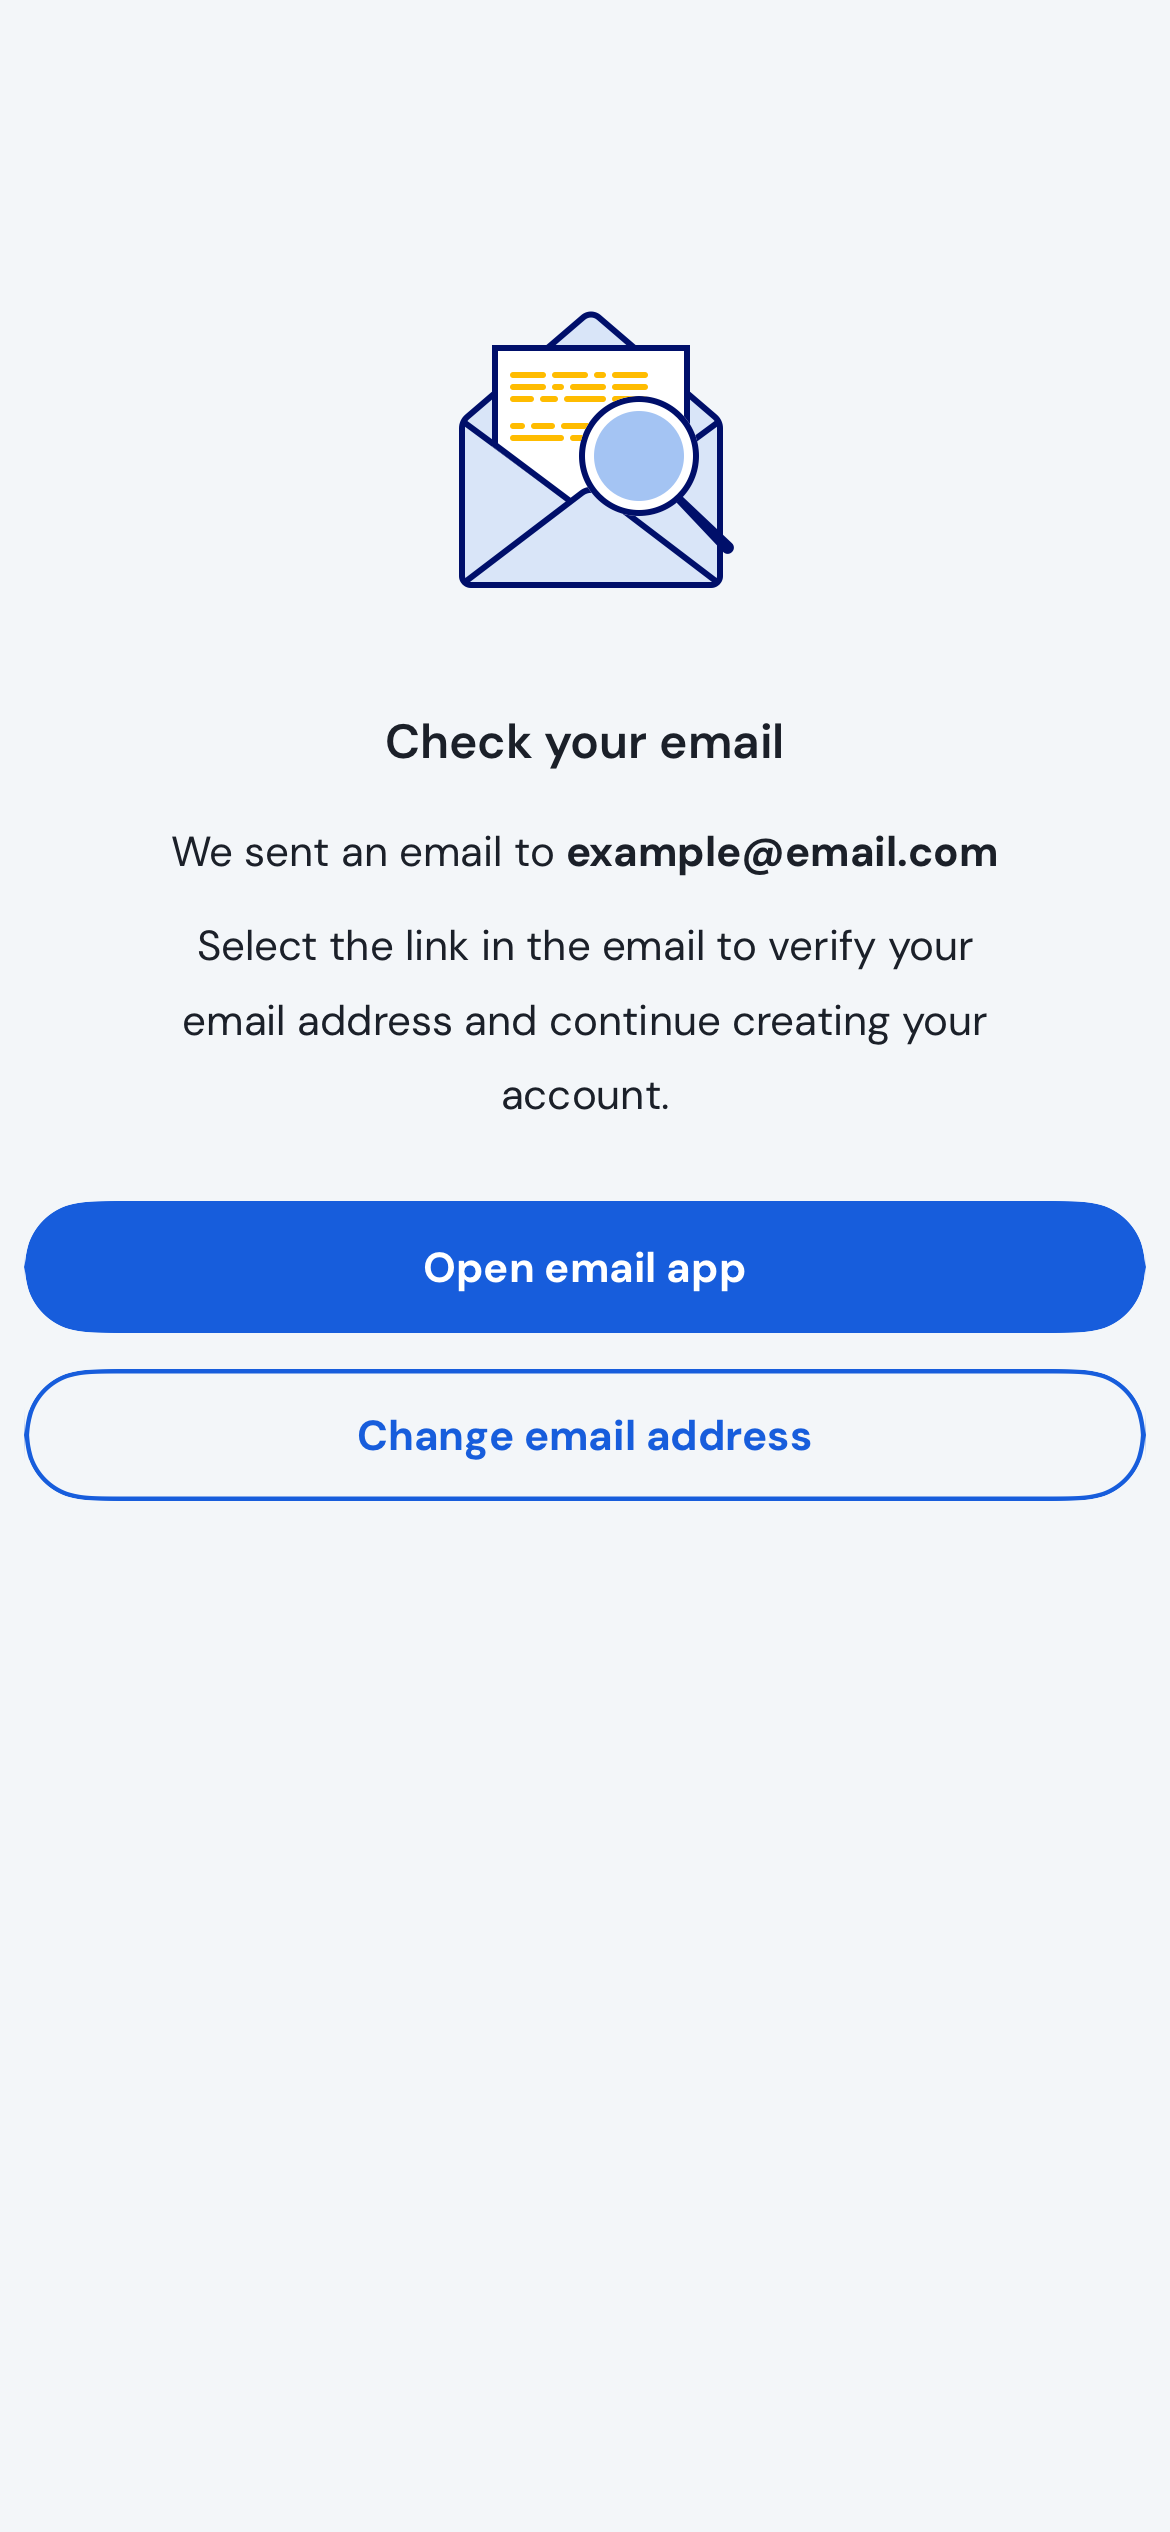 Check your email
We sent an email to example@email.com
Select the link in the email to verify your
email address and continue creating your
account.
Open email app
Change email address